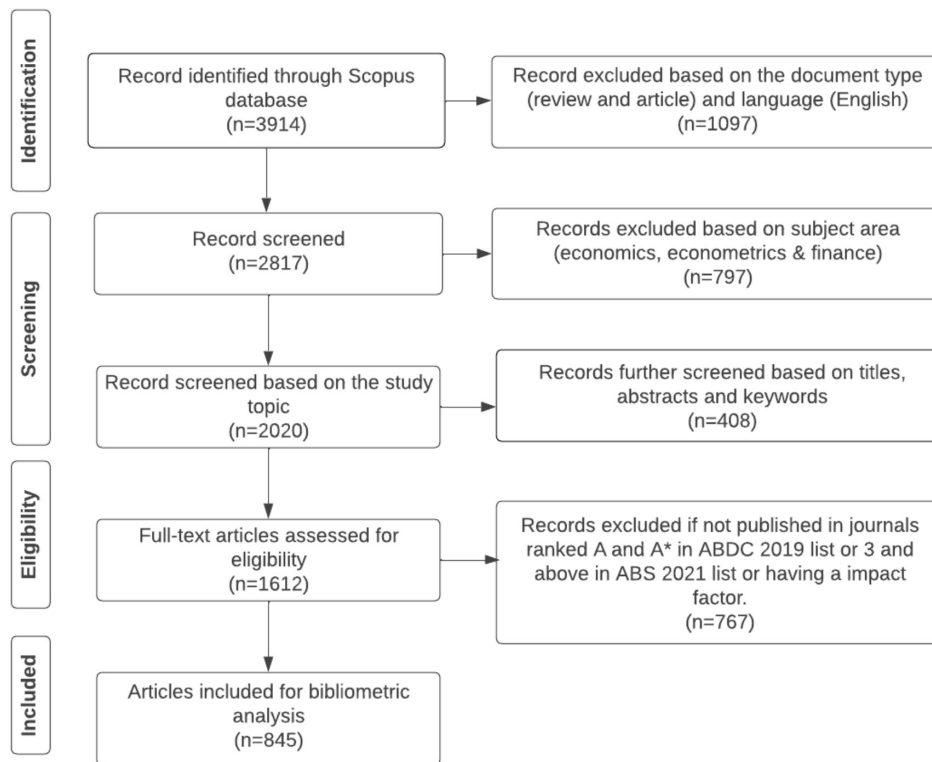 Identification
Record identified through Scopus
database
(n=3914)
Record excluded based on the document type
(review and article) and language (English)
(n=1097)
Screening
Record screened
(n=2817)
Records excluded based on subject area
(economics, econometrics & finance)
(n=797)
Record screened based on the study
topic
(n=2020)
Records further screened based on titles,
abstracts and keywords
(n=408)
Eligibility
Full-text articles assessed for
eligibility
(n=1612)
Records excluded if not published in journals
ranked A and A* in ABDC 2019 list or 3 and
above in ABS 2021 list or having a impact
factor.
(n=767)
Included
Articles included for bibliometric
analysis
(n=845)